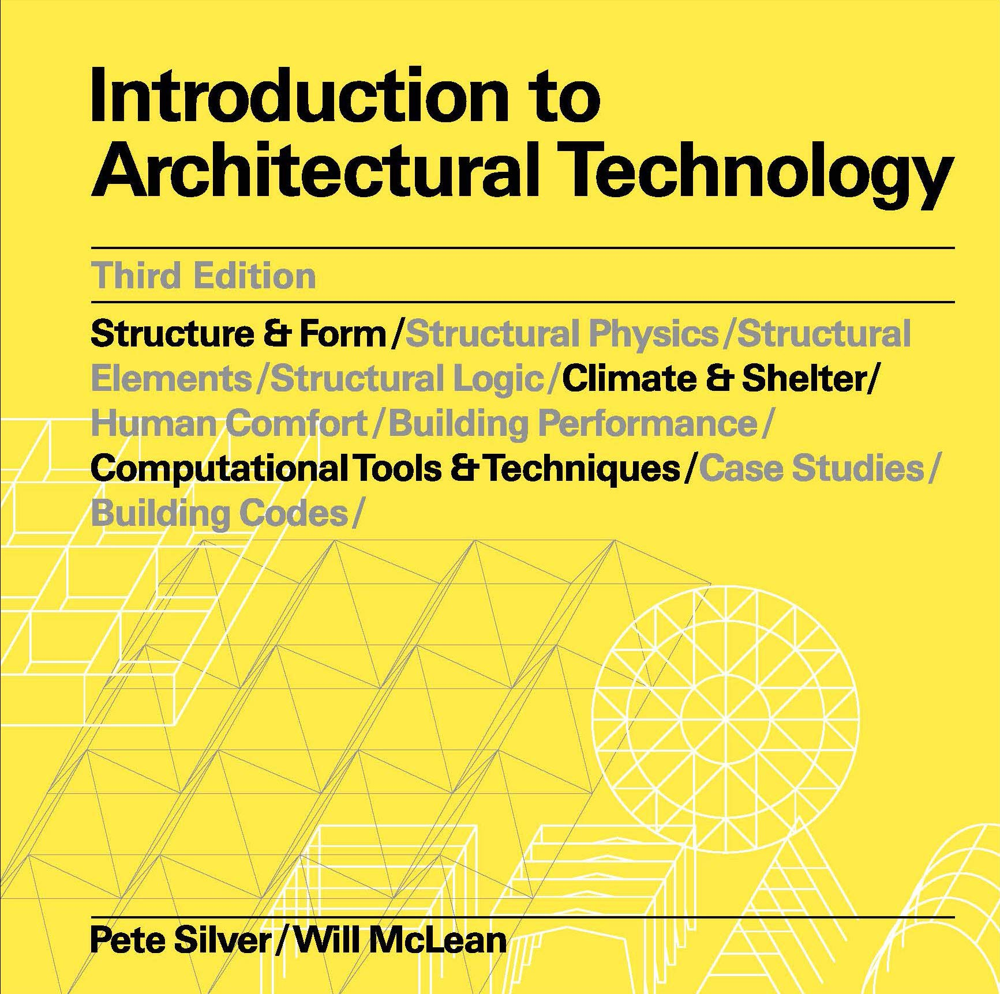 Introduction to
Architectural Technology
Third Edition
Structure & Form/Structural Physics/Structural
Elements/Structural Logic/Climate & Shelter/
Human Comfort/Building Performance/
Computational Tools & Techniques/Case Studies/
Building Codes/
Pete Silver/Will McLean